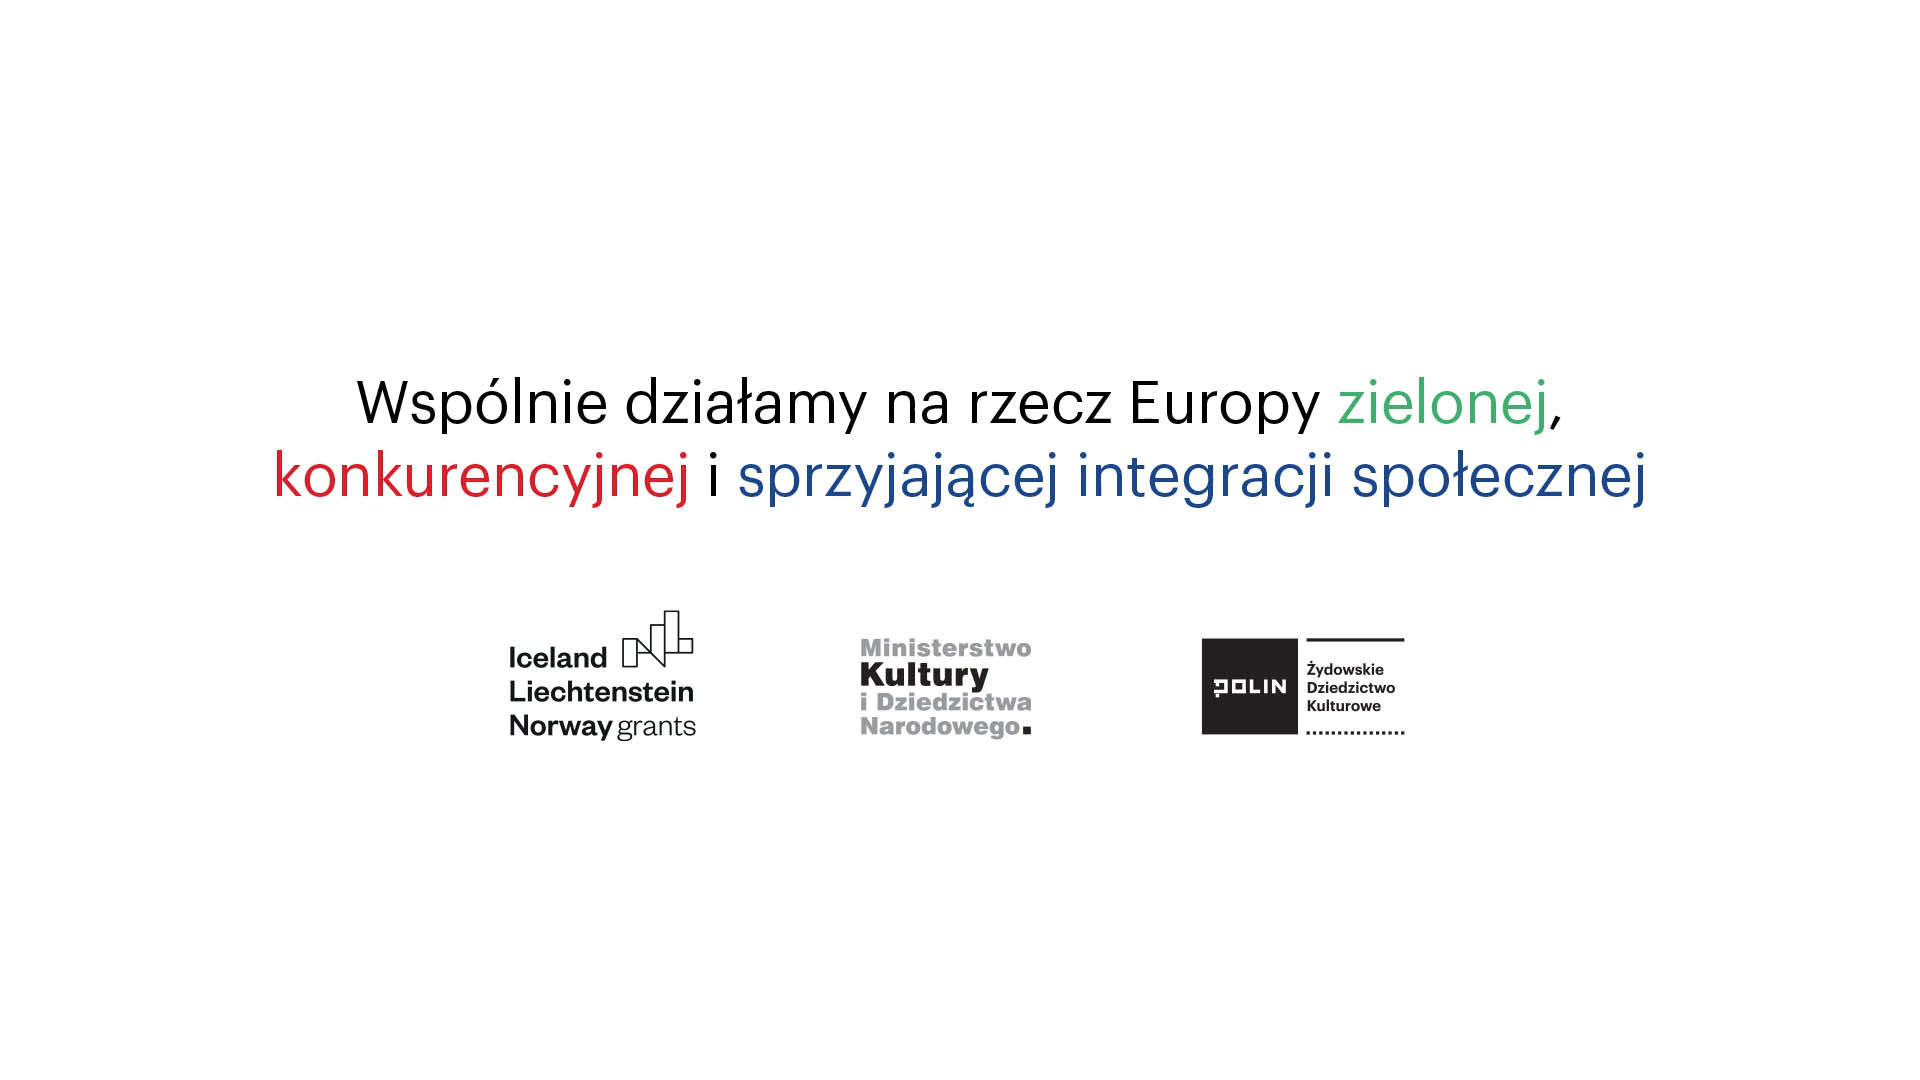 Wspólnie działamy na rzecz Europy zielonej,
konkurencyjnej i sprzyjającej integracji społecznej
Iceland
Liechtenstein
Norway grants
Ministerstwo
Kultury
i Dziedzictwa
Narodowego.
POLIN
Żydowskie
Dziedzictwo
Kulturowe